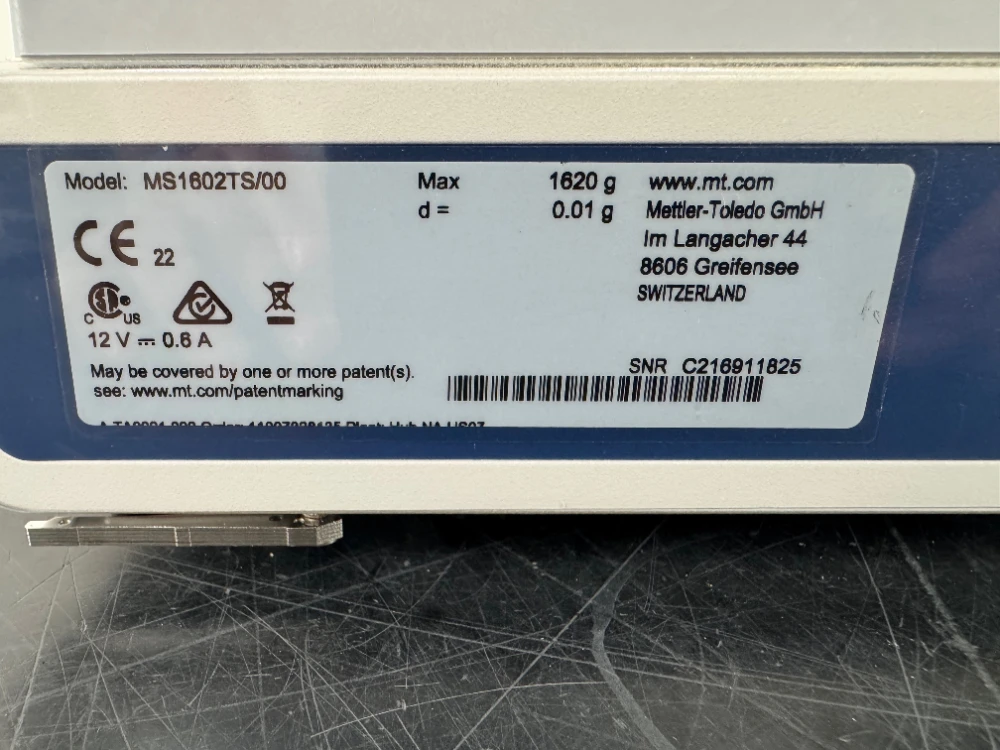 Model: MS1602TS/00
Max 1620 g
d = 0.01 g
www.mt.com
Mettler-Toledo GmbH
Im Langacher 44
8606 Greifensee
SWITZERLAND
CE 22
C US
12 V ⎓ 0.6 A
May be covered by one or more patent(s).
see: www.mt.com/patentmarking
SNR C216911825